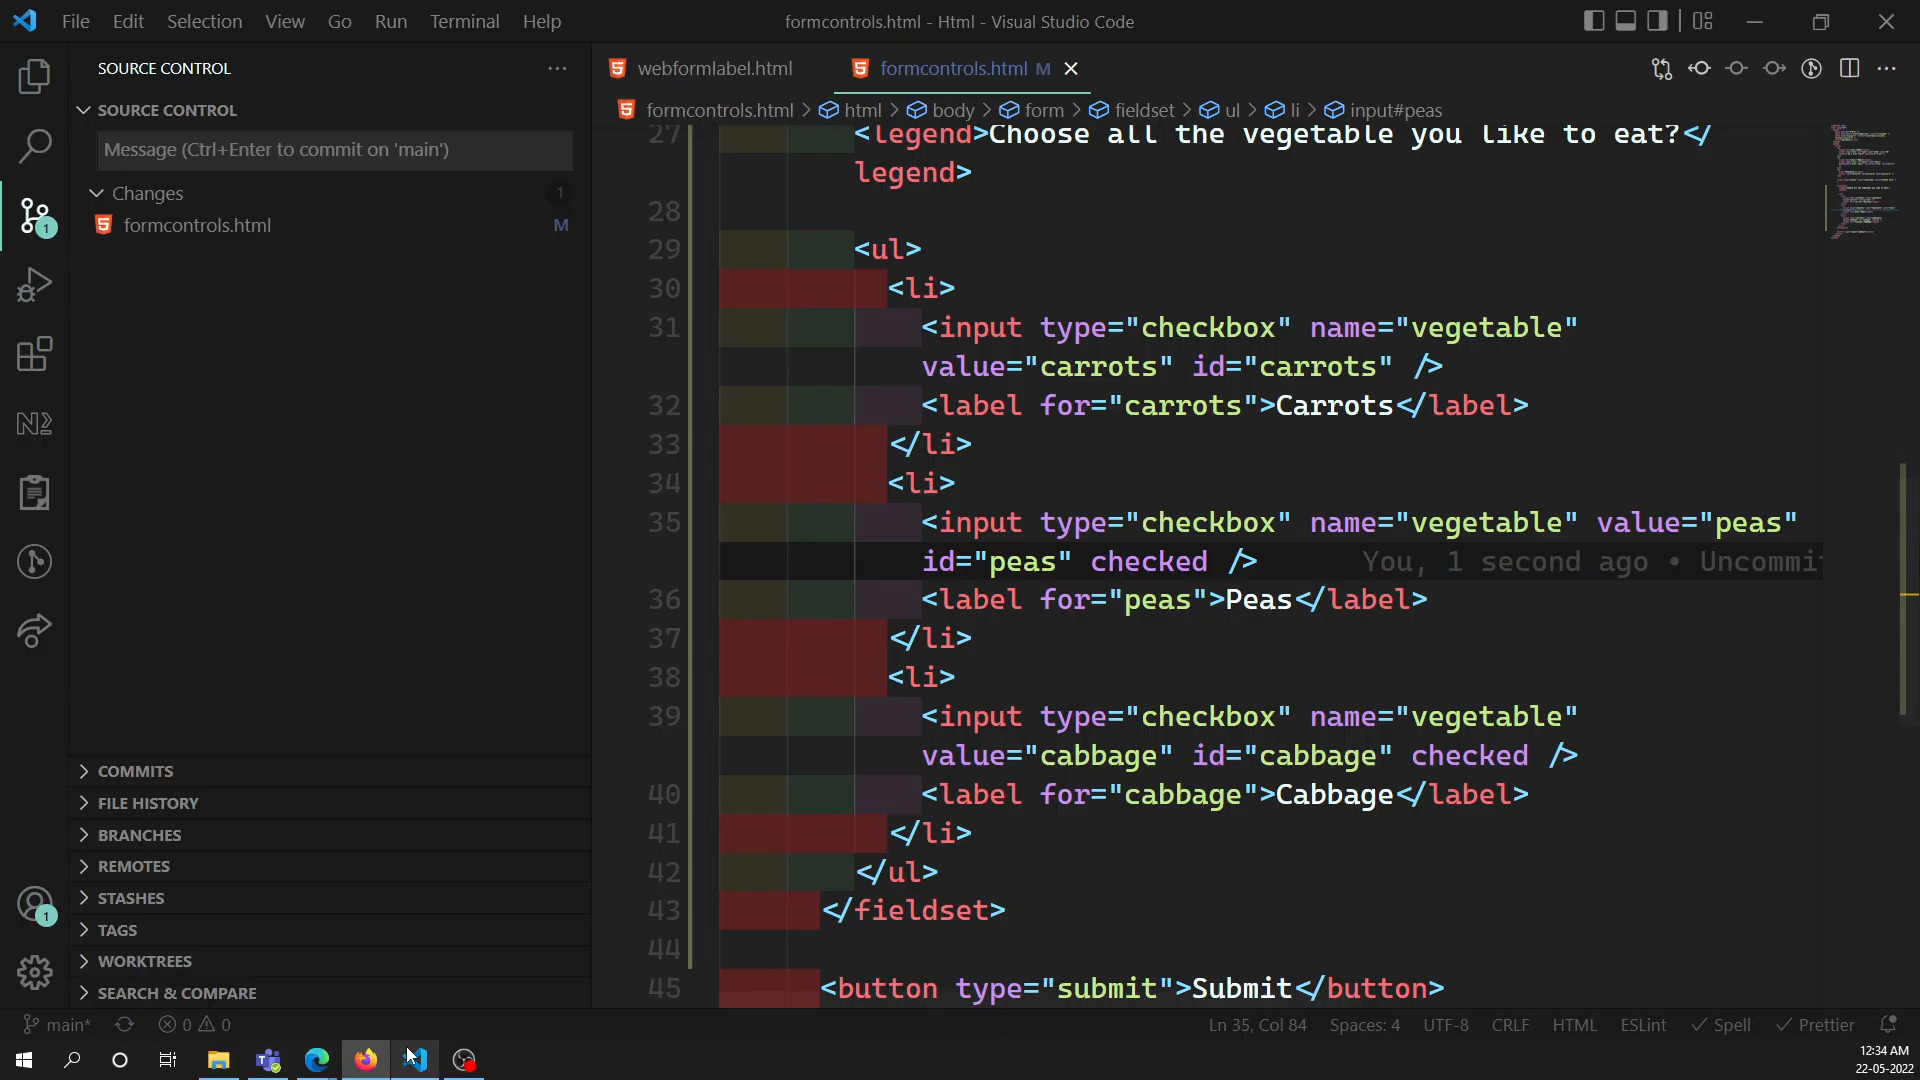 File Edit Selection View Go Run Terminal Help
formcontrols.html - Html - Visual Studio Code
SOURCE CONTROL
SOURCE CONTROL
Message (Ctrl+Enter to commit on 'main')
Changes 1
formcontrols.html M
1
COMMITS
FILE HISTORY
BRANCHES
REMOTES
STASHES
TAGS
WORKTREES
SEARCH & COMPARE
1
webformlabel.html formcontrols.html M
formcontrols.html > html > body > form > fieldset > ul > li > input#peas
27 <legend>Choose all the vegetable you like to eat?</
legend>
28
29 <ul>
30 <li>
31 <input type="checkbox" name="vegetable"
value="carrots" id="carrots" />
32 <label for="carrots">Carrots</label>
33 </li>
34 <li>
35 <input type="checkbox" name="vegetable" value="peas"
id="peas" checked /> You, 1 second ago • Uncommit
36 <label for="peas">Peas</label>
37 </li>
38 <li>
39 <input type="checkbox" name="vegetable"
value="cabbage" id="cabbage" checked />
40 <label for="cabbage">Cabbage</label>
41 </li>
42 </ul>
43 </fieldset>
44
45 <button type="submit">Submit</button>
main* 0 0 Ln 35, Col 84 Spaces: 4 UTF-8 CRLF HTML ESLint Spell Prettier
12:34 AM
22-05-2022